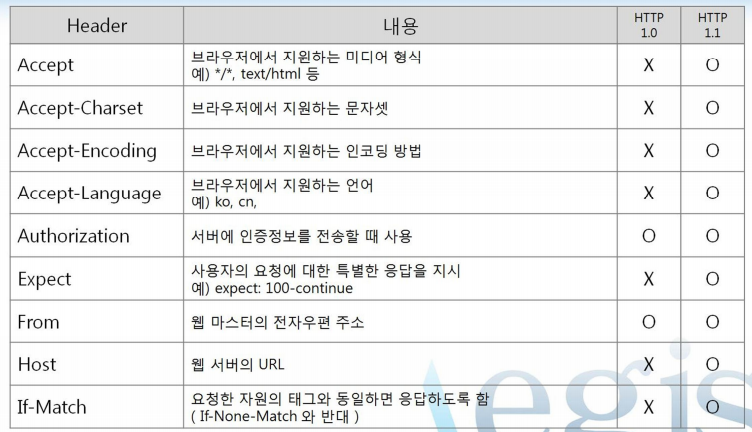 Header 내용 HTTP 1.0 HTTP 1.1
Accept 브라우저에서 지원하는 미디어 형식 X O
예) */*, text/html 등
Accept-Charset 브라우저에서 지원하는 문자셋 X O
Accept-Encoding 브라우저에서 지원하는 인코딩 방법 X O
Accept-Language 브라우저에서 지원하는 언어 X O
예) ko, cn,
Authorization 서버에 인증정보를 전송할 때 사용 O O
Expect 사용자의 요청에 대한 특별한 응답을 지시 X O
예) expect: 100-continue
From 웹 마스터의 전자우편 주소 O O
Host 웹 서버의 URL X O
If-Match 요청한 자원의 태그와 동일하면 응답하도록 함 X O
( If-None-Match 와 반대 )
Aegis